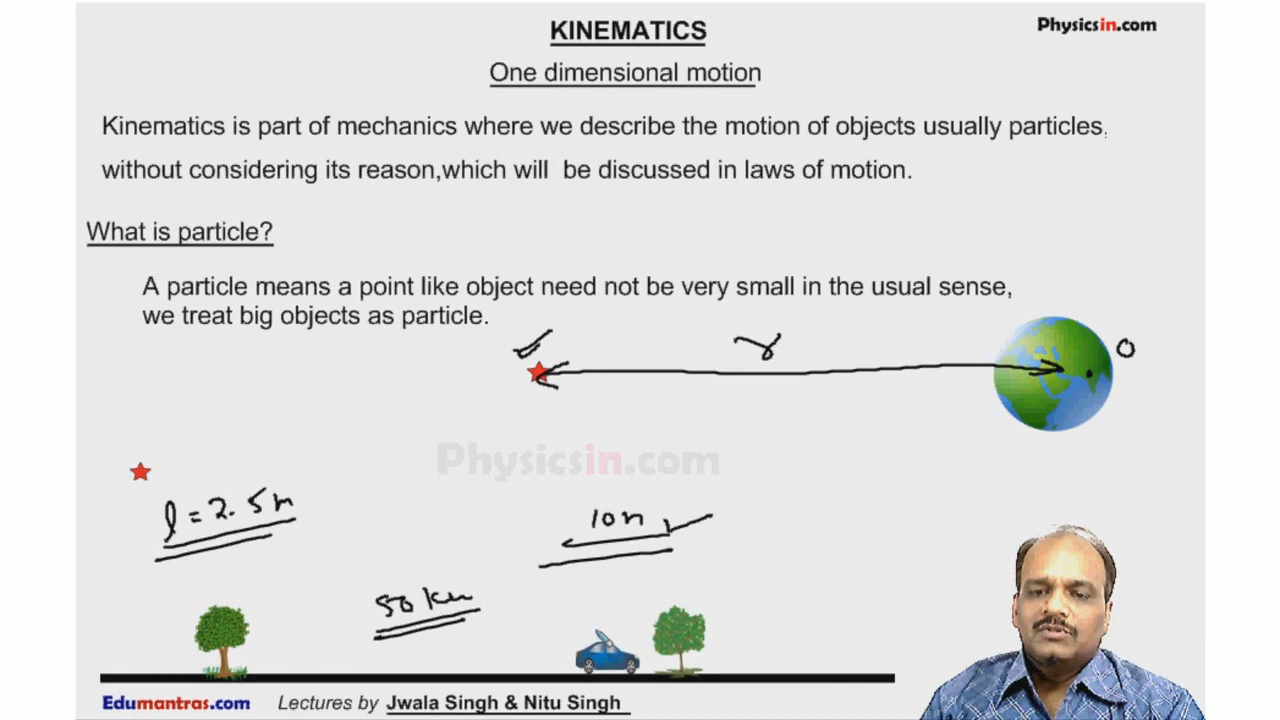 KINEMATICS
Physicsin.com
One dimensional motion
Kinematics is part of mechanics where we describe the motion of objects usually particles,
without considering its reason,which will be discussed in laws of motion.
What is particle?
A particle means a point like object need not be very small in the usual sense,
we treat big objects as particle.
r
O
Physicsin.com
l = 2.5m
10m
50 km
Edumantras.com Lectures by Jwala Singh & Nitu Singh